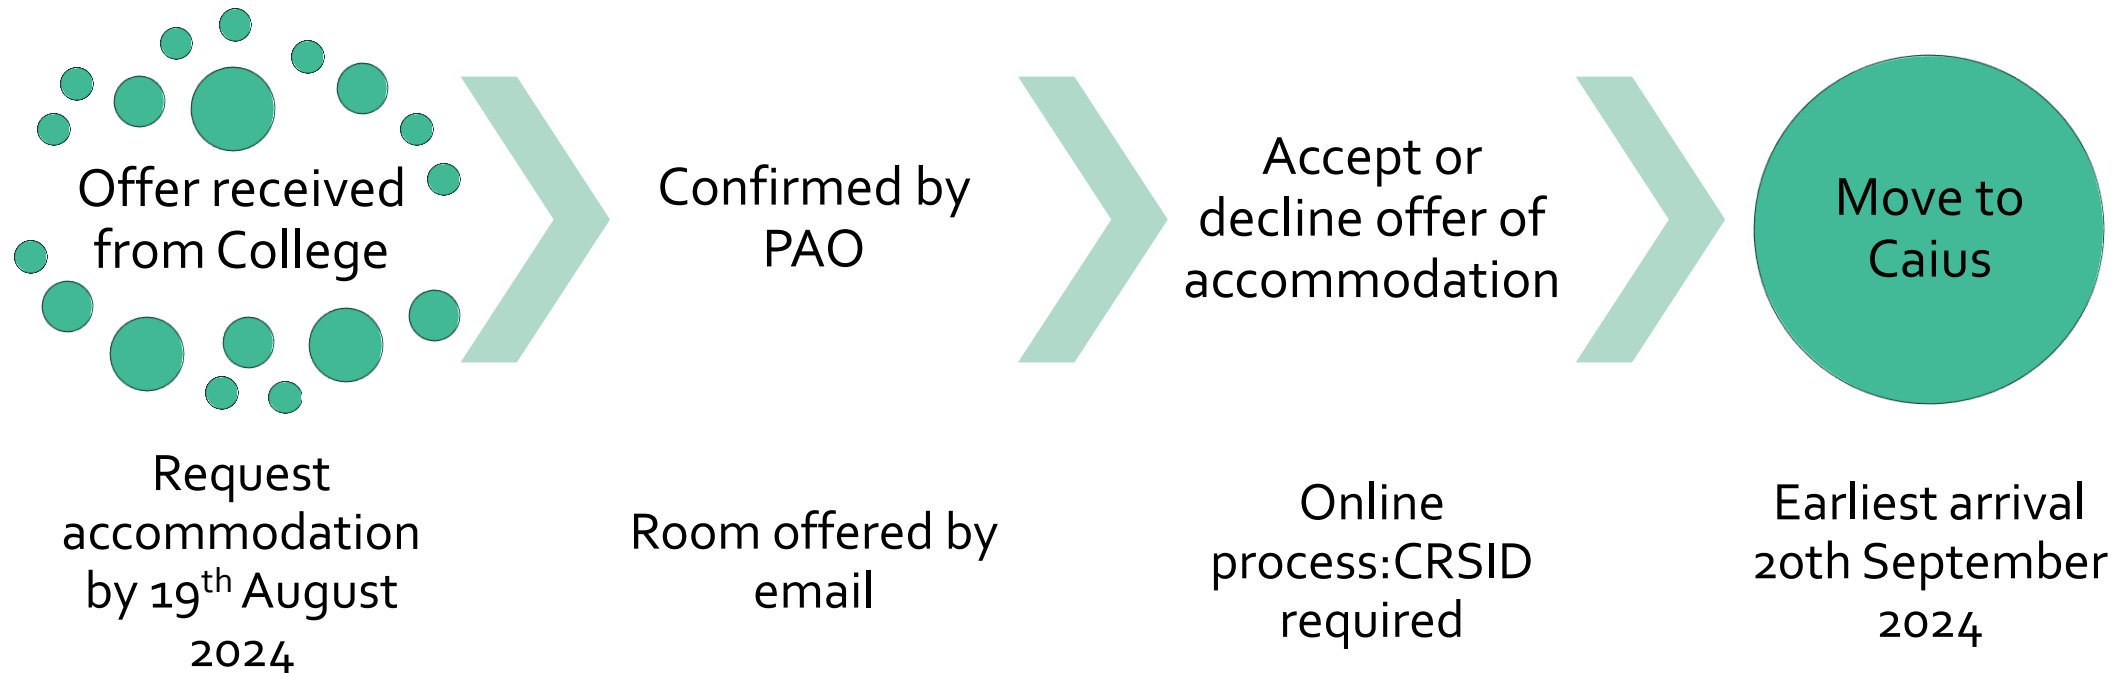 Offer received
from College
Confirmed by
PAO
Accept or
decline offer of
accommodation
Move to
Caius
Request
accommodation
by 19th August
2024
Room offered by
email
Online
process:CRSID
required
Earliest arrival
20th September
2024